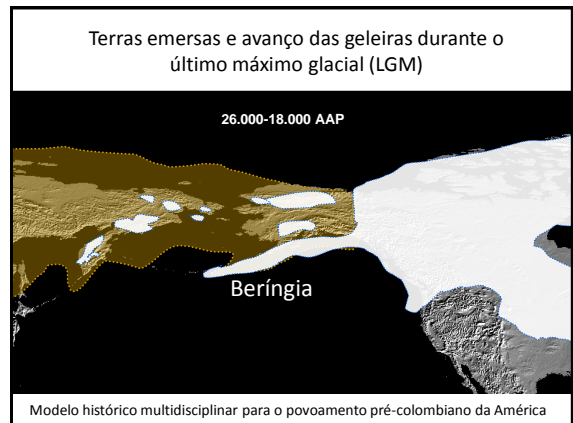 Terras emersas e avanço das geleiras durante o
último máximo glacial (LGM)
26.000-18.000 AAP
Beríngia
Modelo histórico multidisciplinar para o povoamento pré-colombiano da América